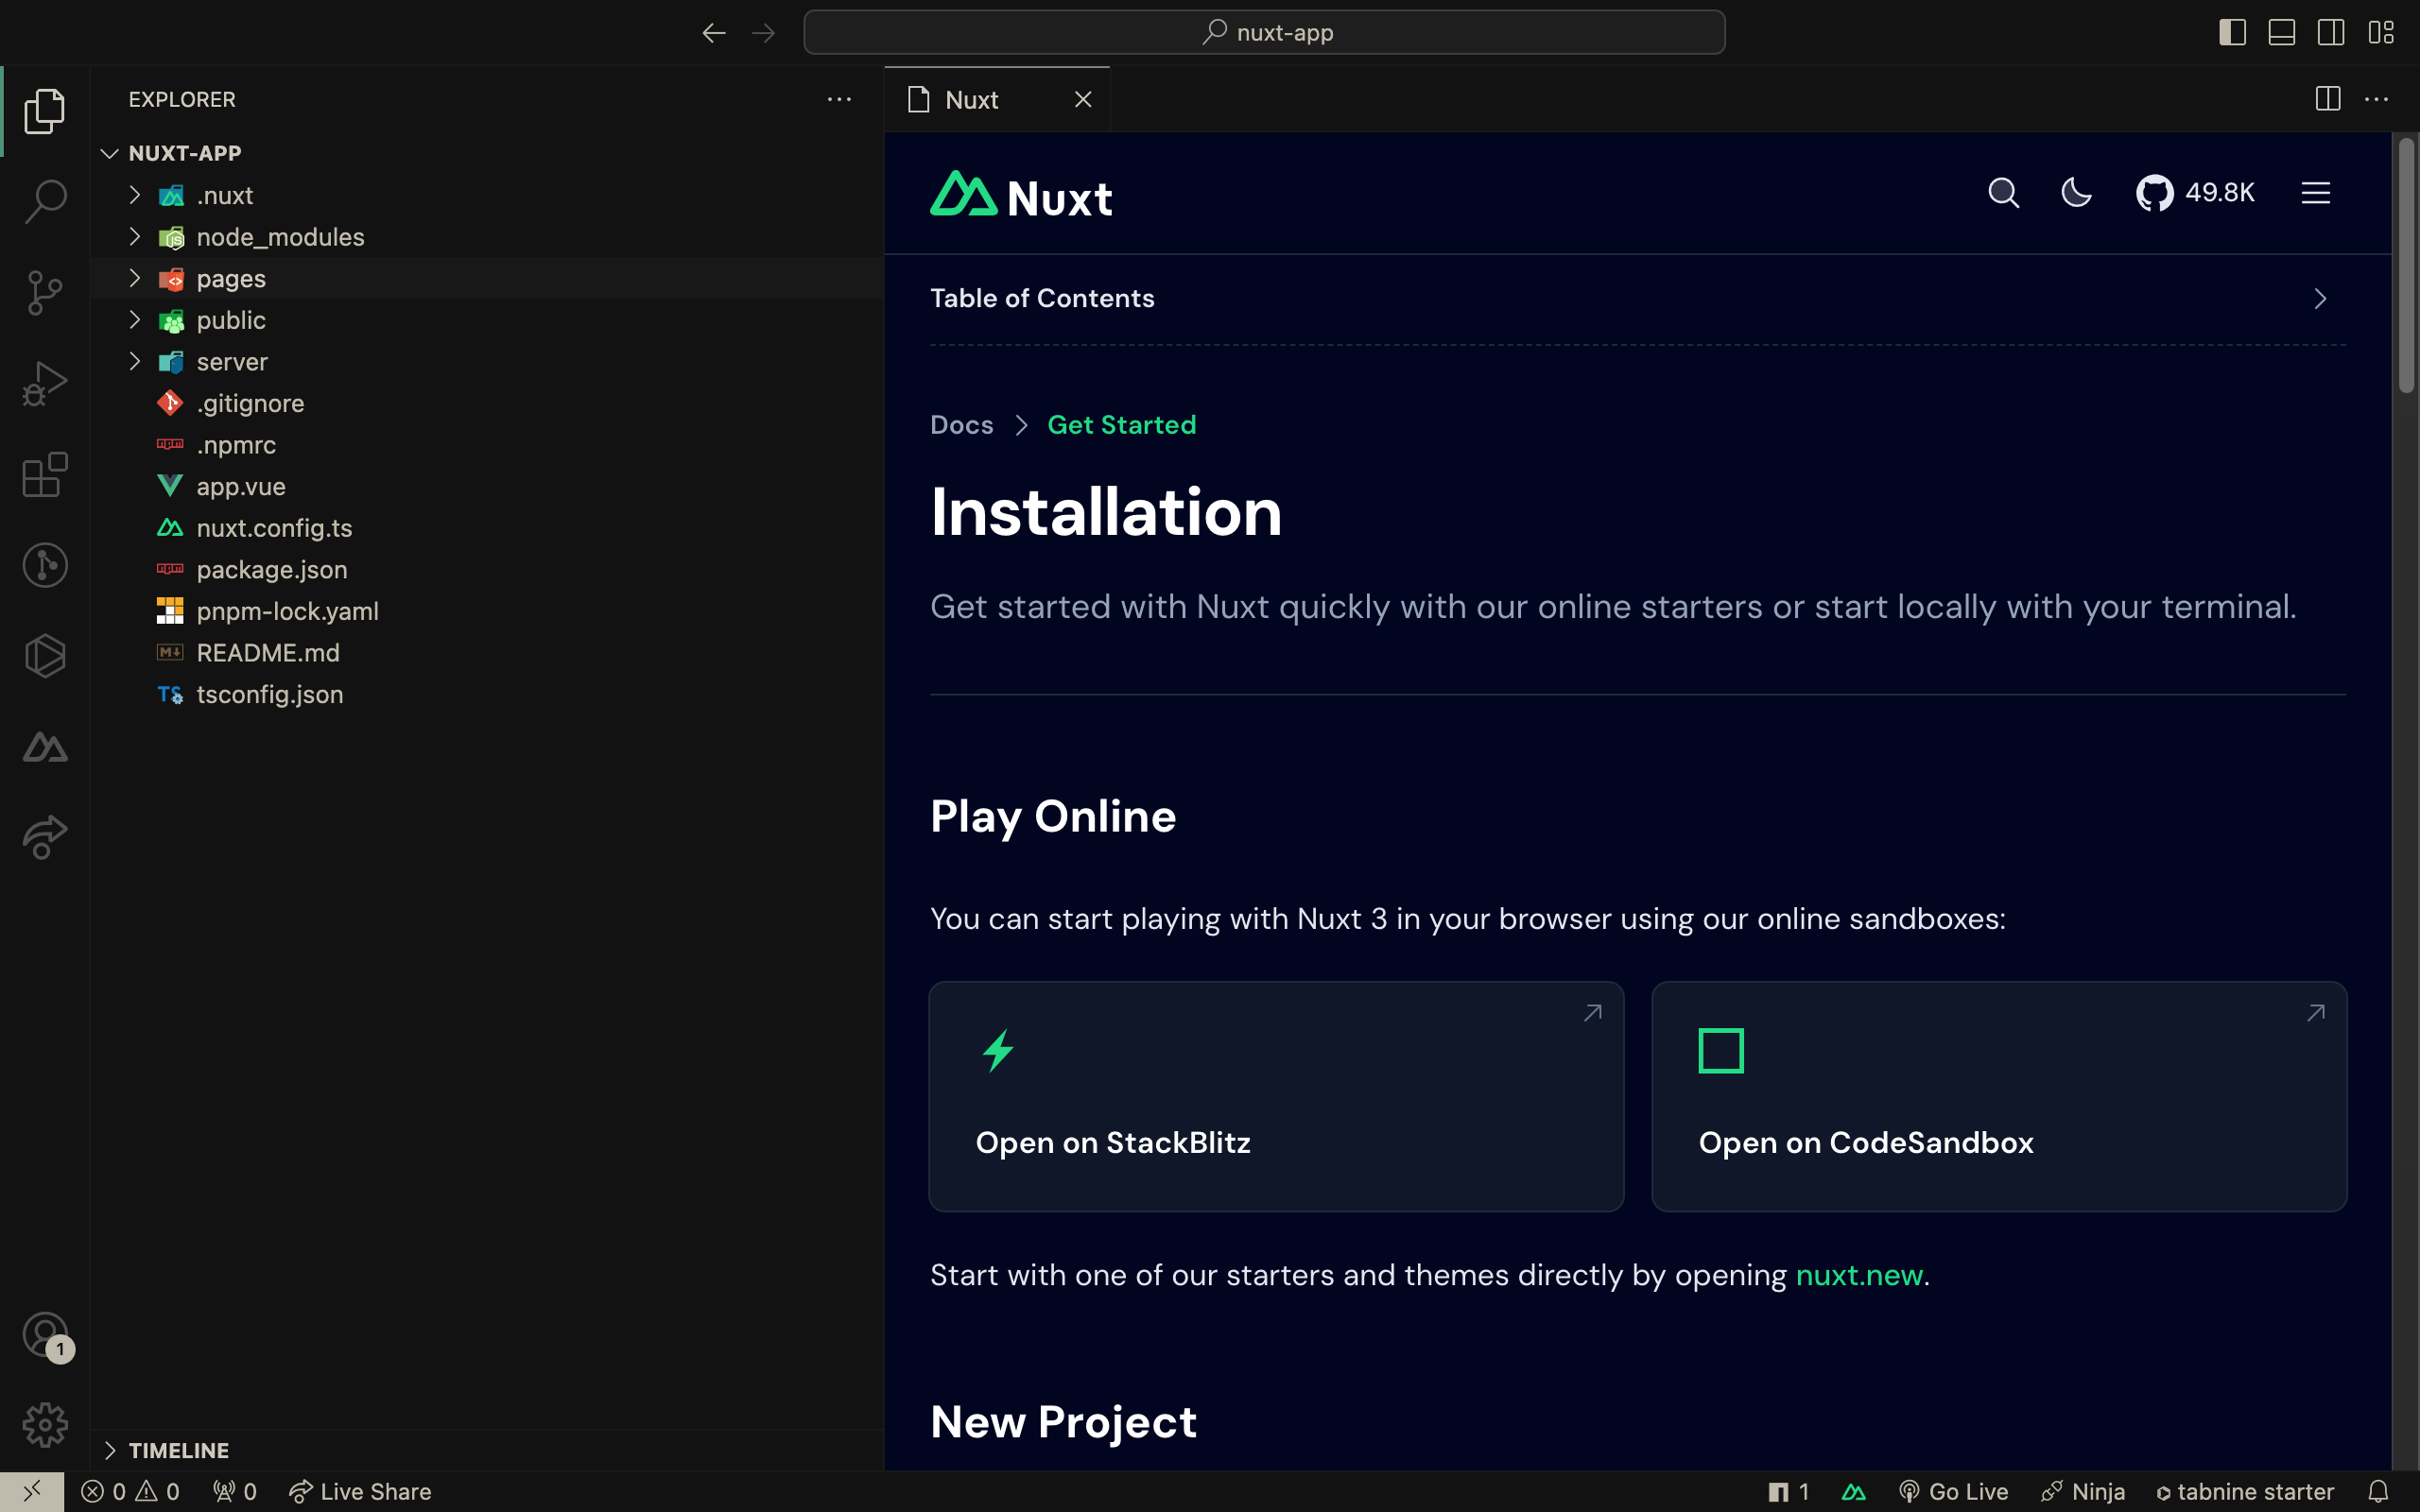 nuxt-app
EXPLORER
NUXT-APP
.nuxt
node_modules
pages
public
server
.gitignore
.npmrc
app.vue
nuxt.config.ts
package.json
pnpm-lock.yaml
README.md
tsconfig.json
TIMELINE
1
Nuxt
Nuxt
49.8K
Table of Contents
Docs > Get Started
Installation
Get started with Nuxt quickly with our online starters or start locally with your terminal.
Play Online
You can start playing with Nuxt 3 in your browser using our online sandboxes:
Open on StackBlitz
Open on CodeSandbox
Start with one of our starters and themes directly by opening nuxt.new.
New Project
0 0 0 Live Share 1 Go Live Ninja tabnine starter